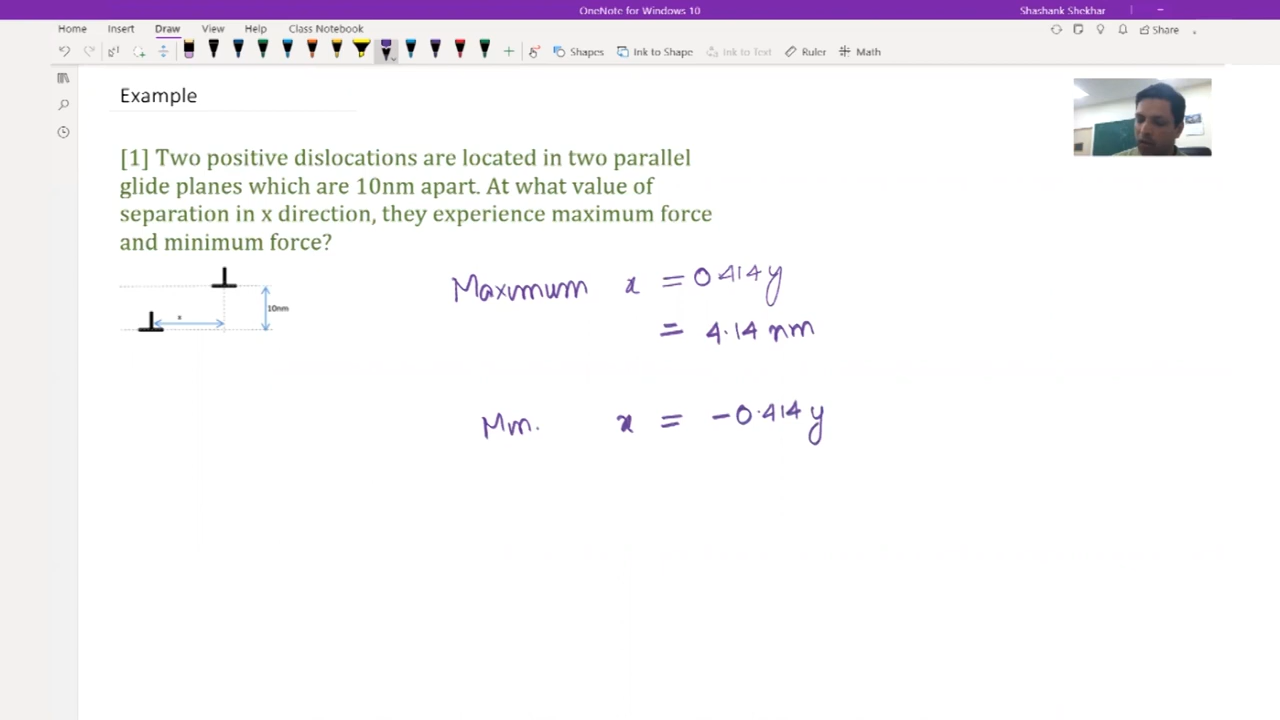 OneNote for Windows 10
Shashank Shekhar
Home Insert Draw View Help Class Notebook
Share
Shapes Ink to Shape Ink to Text Ruler Math
Example
[1] Two positive dislocations are located in two parallel
glide planes which are 10nm apart. At what value of
separation in x direction, they experience maximum force
and minimum force?
x
10nm
Maximum x = 0.414y
= 4.14 nm
Min. x = -0.414y